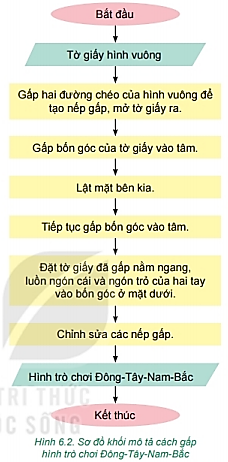 Bắt đầu
Tờ giấy hình vuông
Gấp hai đường chéo của hình vuông để
tạo nếp gấp, mở tờ giấy ra.
Gấp bốn góc của tờ giấy vào tâm.
Lật mặt bên kia.
Tiếp tục gấp bốn góc vào tâm.
Đặt tờ giấy đã gấp nằm ngang,
luồn ngón cái và ngón trỏ của hai tay
vào bốn góc ở mặt dưới.
Chỉnh sửa các nếp gấp.
TRI THỨC
Hình trò chơi Đông-Tây-Nam-Bắc
SỐNG
Kết thúc
Hình 6.2. Sơ đồ khối mô tả cách gấp
hình trò chơi Đông-Tây-Nam-Bắc